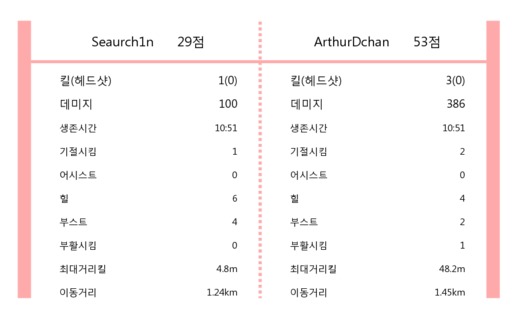 Seaurch1n 29점 ArthurDchan 53점
킬(헤드샷) 1(0) 킬(헤드샷) 3(0)
데미지 100 데미지 386
생존시간 10:51 생존시간 10:51
기절시킴 1 기절시킴 2
어시스트 0 어시스트 0
힐 6 힐 4
부스트 4 부스트 2
부활시킴 0 부활시킴 1
최대거리킬 4.8m 최대거리킬 48.2m
이동거리 1.24km 이동거리 1.45km